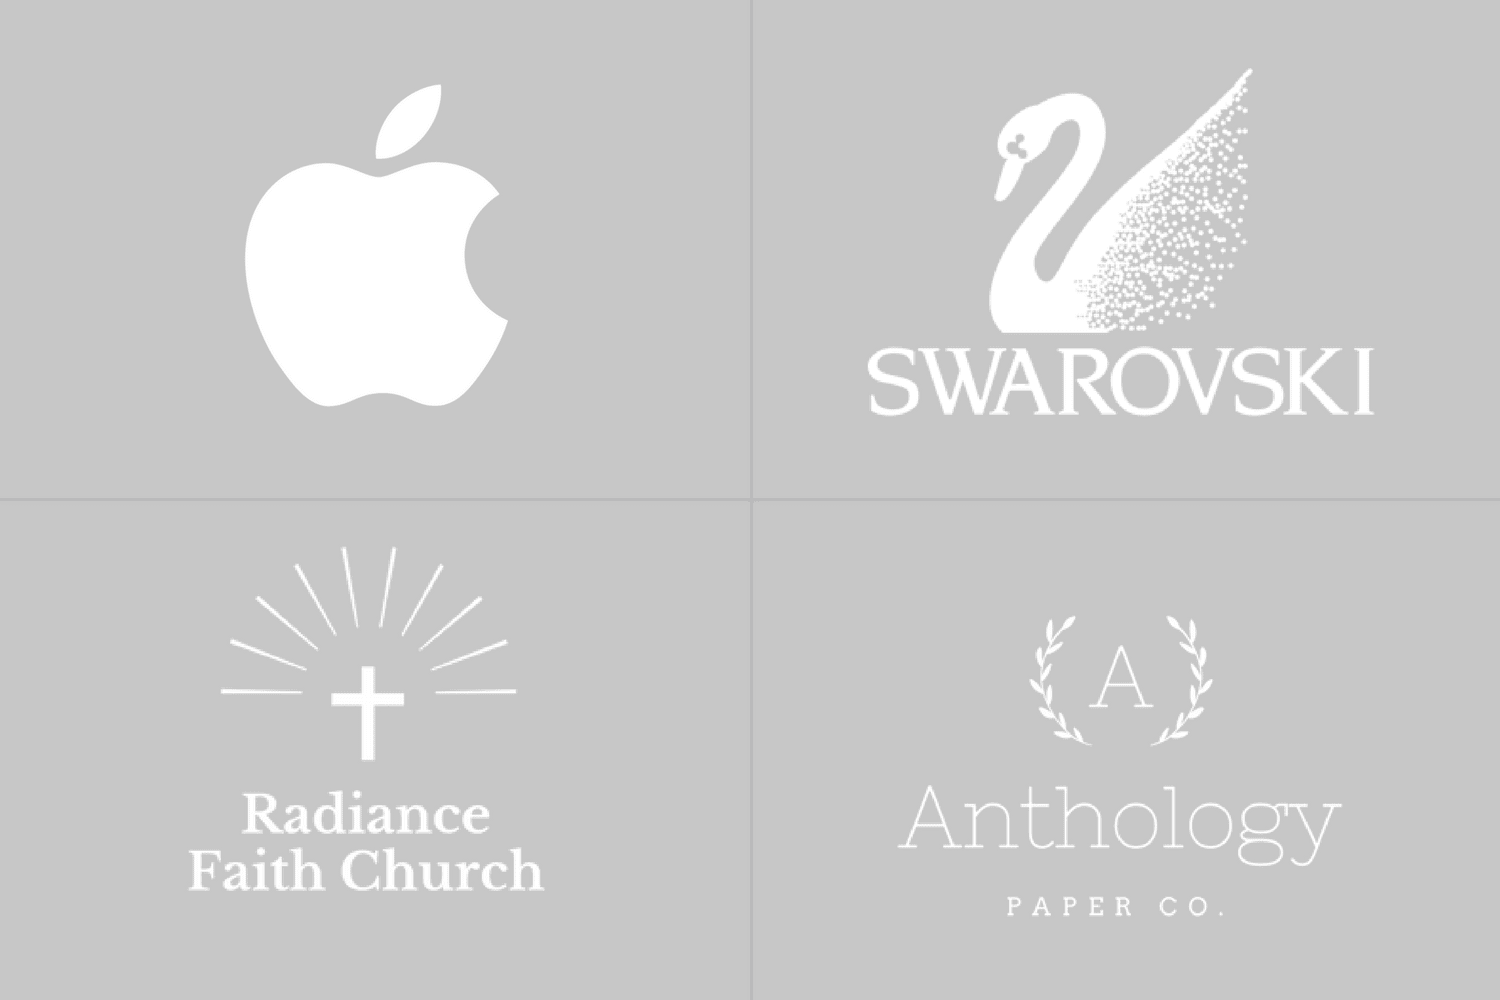 SWAROVSKI
Radiance
Faith Church
A
Anthology
PAPER CO.